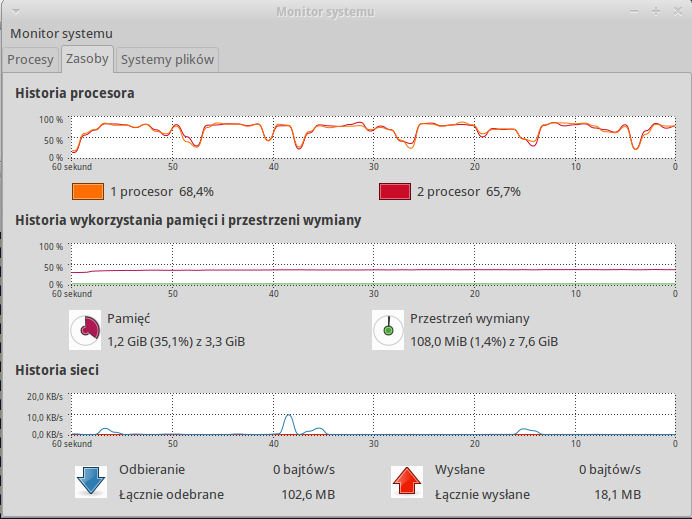 Monitor systemu
Monitor systemu
Procesy Zasoby Systemy plików
Historia procesora
100 %
50 %
0 %
60 sekund 50 40 30 20 10 0
1 procesor 68,4% 2 procesor 65,7%
Historia wykorzystania pamięci i przestrzeni wymiany
100 %
50 %
0 %
60 sekund 50 40 30 20 10 0
Pamięć Przestrzeń wymiany
1,2 GiB (35,1%) z 3,3 GiB 108,0 MiB (1,4%) z 7,6 GiB
Historia sieci
20,0 KB/s
10,0 KB/s
0,0 KB/s
60 sekund 50 40 30 20 10 0
Odbieranie 0 bajtów/s Wysłane 0 bajtów/s
Łącznie odebrane 102,6 MB Łącznie wysłane 18,1 MB